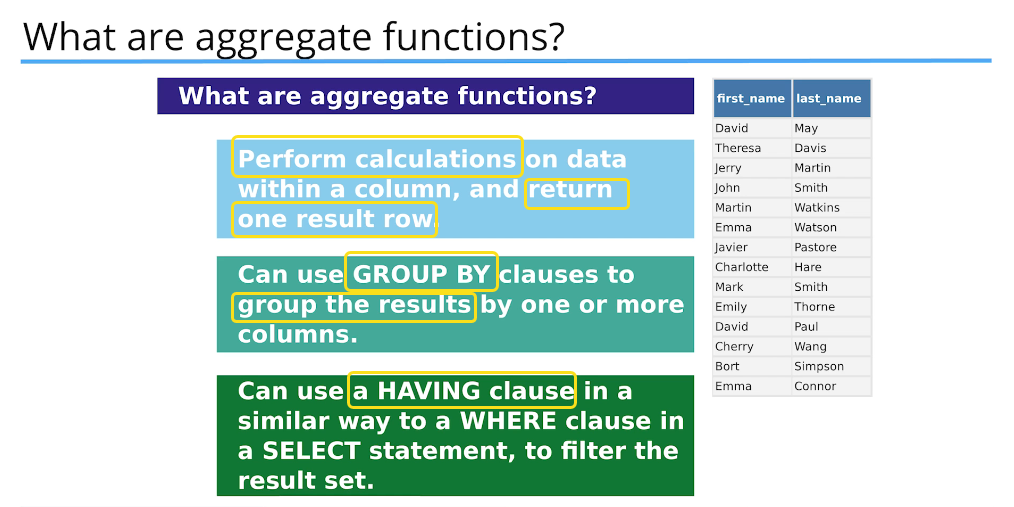 What are aggregate functions?
What are aggregate functions?
Perform calculations on data
within a column, and return
one result row.
Can use GROUP BY clauses to
group the results by one or more
columns.
Can use a HAVING clause in a
similar way to a WHERE clause in
a SELECT statement, to filter the
result set.
first_name last_name
David May
Theresa Davis
Jerry Martin
John Smith
Martin Watkins
Emma Watson
Javier Pastore
Charlotte Hare
Mark Smith
Emily Thorne
David Paul
Cherry Wang
Bort Simpson
Emma Connor